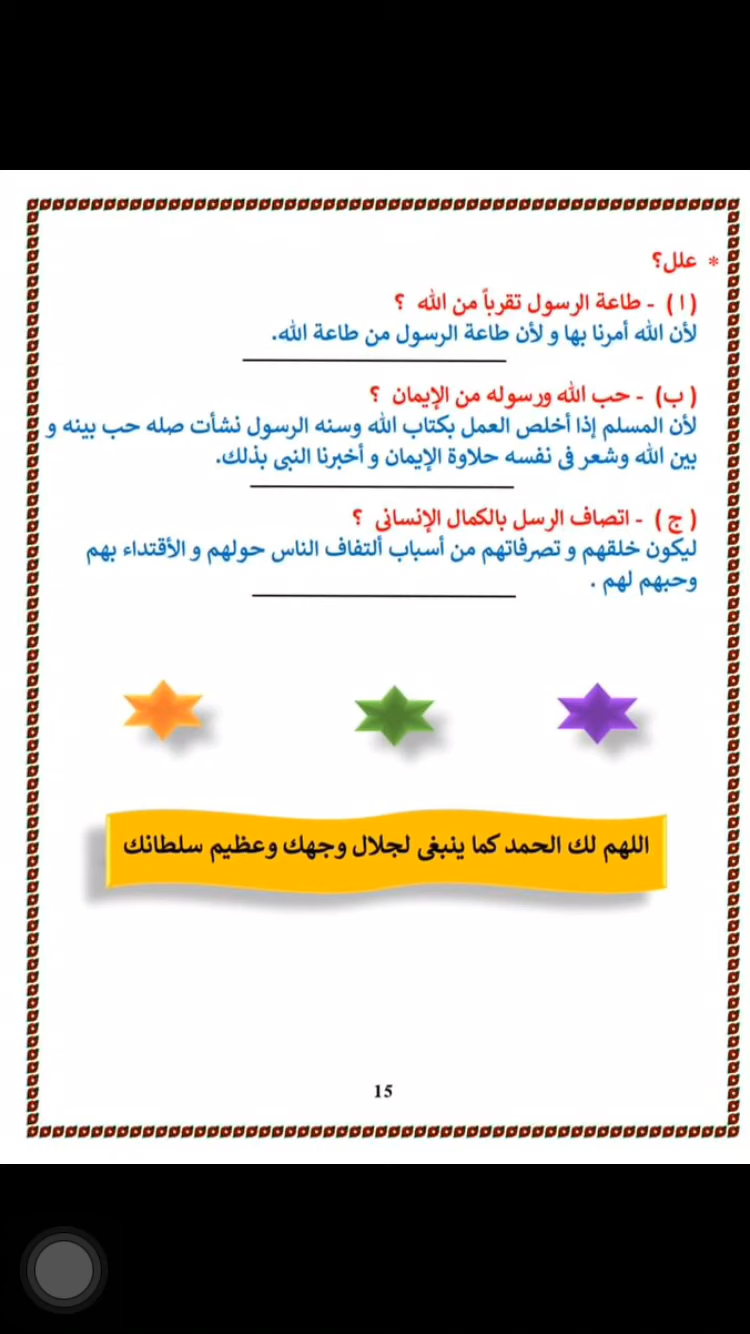 * علل؟
(ا) - طاعة الرسول تقرباً من الله ؟
لأن الله أمرنا بها و لأن طاعة الرسول من طاعة الله.
(ب) - حب الله ورسوله من الإيمان ؟
لأن المسلم إذا أخلص العمل بكتاب الله وسنه الرسول نشأت صله حب بينه و
بين الله وشعر فى نفسه حلاوة الإيمان و أخبرنا النبى بذلك.
(ج) - اتصاف الرسل بالكمال الإنسانى ؟
ليكون خلقهم و تصرفاتهم من أسباب ألتفاف الناس حولهم و الأقتداء بهم
وحبهم لهم .
اللهم لك الحمد كما ينبغى لجلال وجهك وعظيم سلطانك
15